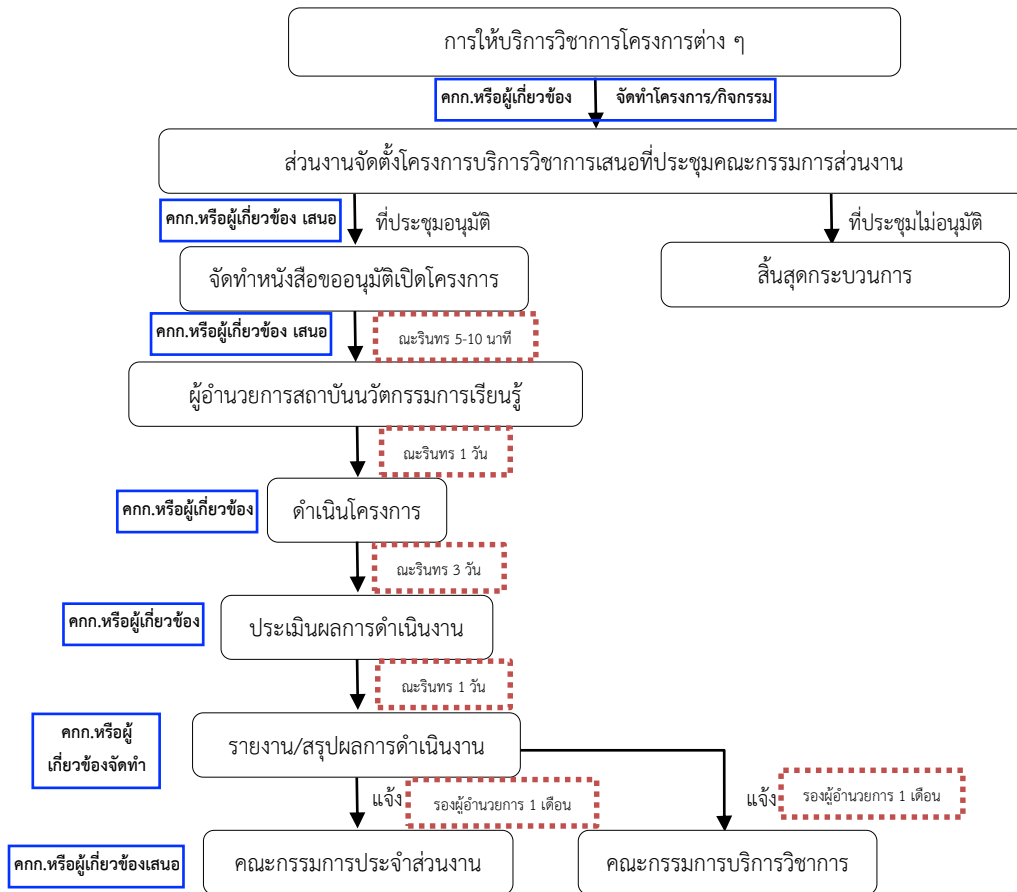 การให้บริการวิชาการโครงการต่าง ๆ
คกก.หรือผู้เกี่ยวข้อง
จัดทำโครงการ/กิจกรรม
ส่วนงานจัดตั้งโครงการบริการวิชาการเสนอที่ประชุมคณะกรรมการส่วนงาน
คกก.หรือผู้เกี่ยวข้อง เสนอ
ที่ประชุมอนุมัติ
ที่ประชุมไม่อนุมัติ
จัดทำหนังสือขออนุมัติเปิดโครงการ
สิ้นสุดกระบวนการ
คกก.หรือผู้เกี่ยวข้อง เสนอ
ณะรินทร 5-10 นาที
ผู้อำนวยการสถาบันนวัตกรรมการเรียนรู้
ณะรินทร 1 วัน
คกก.หรือผู้เกี่ยวข้อง
ดำเนินโครงการ
ณะรินทร 3 วัน
คกก.หรือผู้เกี่ยวข้อง
ประเมินผลการดำเนินงาน
ณะรินทร 1 วัน
คกก.หรือผู้
เกี่ยวข้องจัดทำ
รายงาน/สรุปผลการดำเนินงาน
แจ้ง
รองผู้อำนวยการ 1 เดือน
แจ้ง
รองผู้อำนวยการ 1 เดือน
คกก.หรือผู้เกี่ยวข้องเสนอ
คณะกรรมการประจำส่วนงาน
คณะกรรมการบริการวิชาการ